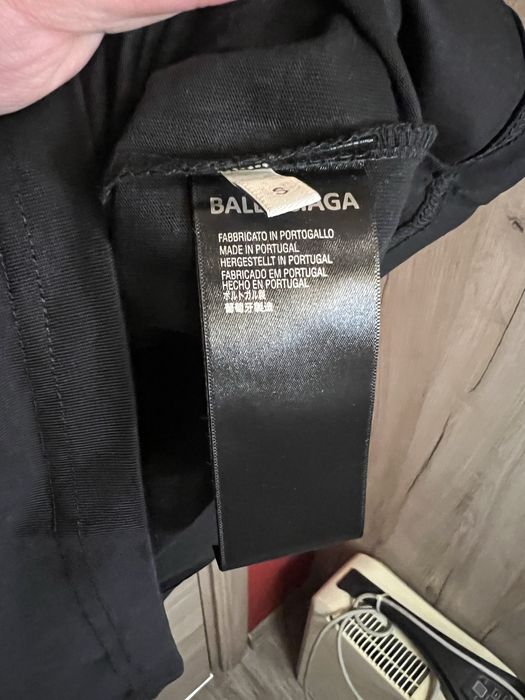 S
BALENCIAGA
FABBRICATO IN PORTOGALLO
MADE IN PORTUGAL
HERGESTELLT IN PORTUGAL
FABRICADO EM PORTUGAL
HECHO EN PORTUGAL
ポルトガル製
葡萄牙製造